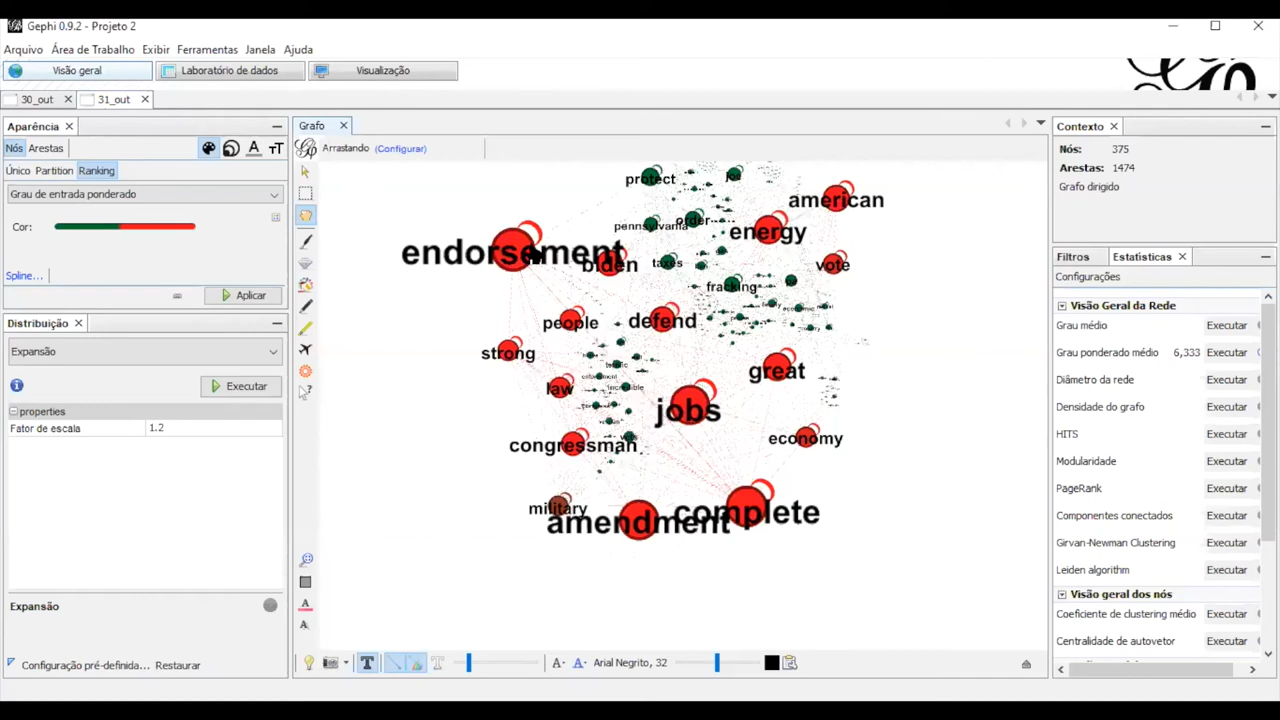 Gephi 0.9.2 - Projeto 2
Arquivo Área de Trabalho Exibir Ferramentas Janela Ajuda
Visão geral Laboratório de dados Visualização
30_out 31_out
Aparência
Nós Arestas
Único Partition Ranking
Grau de entrada ponderado
Cor:
Spline...
Aplicar
Distribuição
Expansão
Executar
properties
Fator de escala 1.2
Expansão
Configuração pré-definida... Restaurar
Grafo
Arrastando (Configurar)
protect
american
order
pennsylvania
energy
endorsement
biden
taxes
vote
fracking
people
defend
strong
great
law
jobs
congressman
economy
military
amendment
complete
Arial Negrito, 32
Contexto
Nós: 375
Arestas: 1474
Grafo dirigido
Filtros Estatísticas
Configurações
Visão Geral da Rede
Grau médio Executar
Grau ponderado médio 6,333 Executar
Diâmetro da rede Executar
Densidade do grafo Executar
HITS Executar
Modularidade Executar
PageRank Executar
Componentes conectados Executar
Girvan-Newman Clustering Executar
Leiden algorithm Executar
Visão geral dos nós
Coeficiente de clustering médio Executar
Centralidade de autovetor Executar